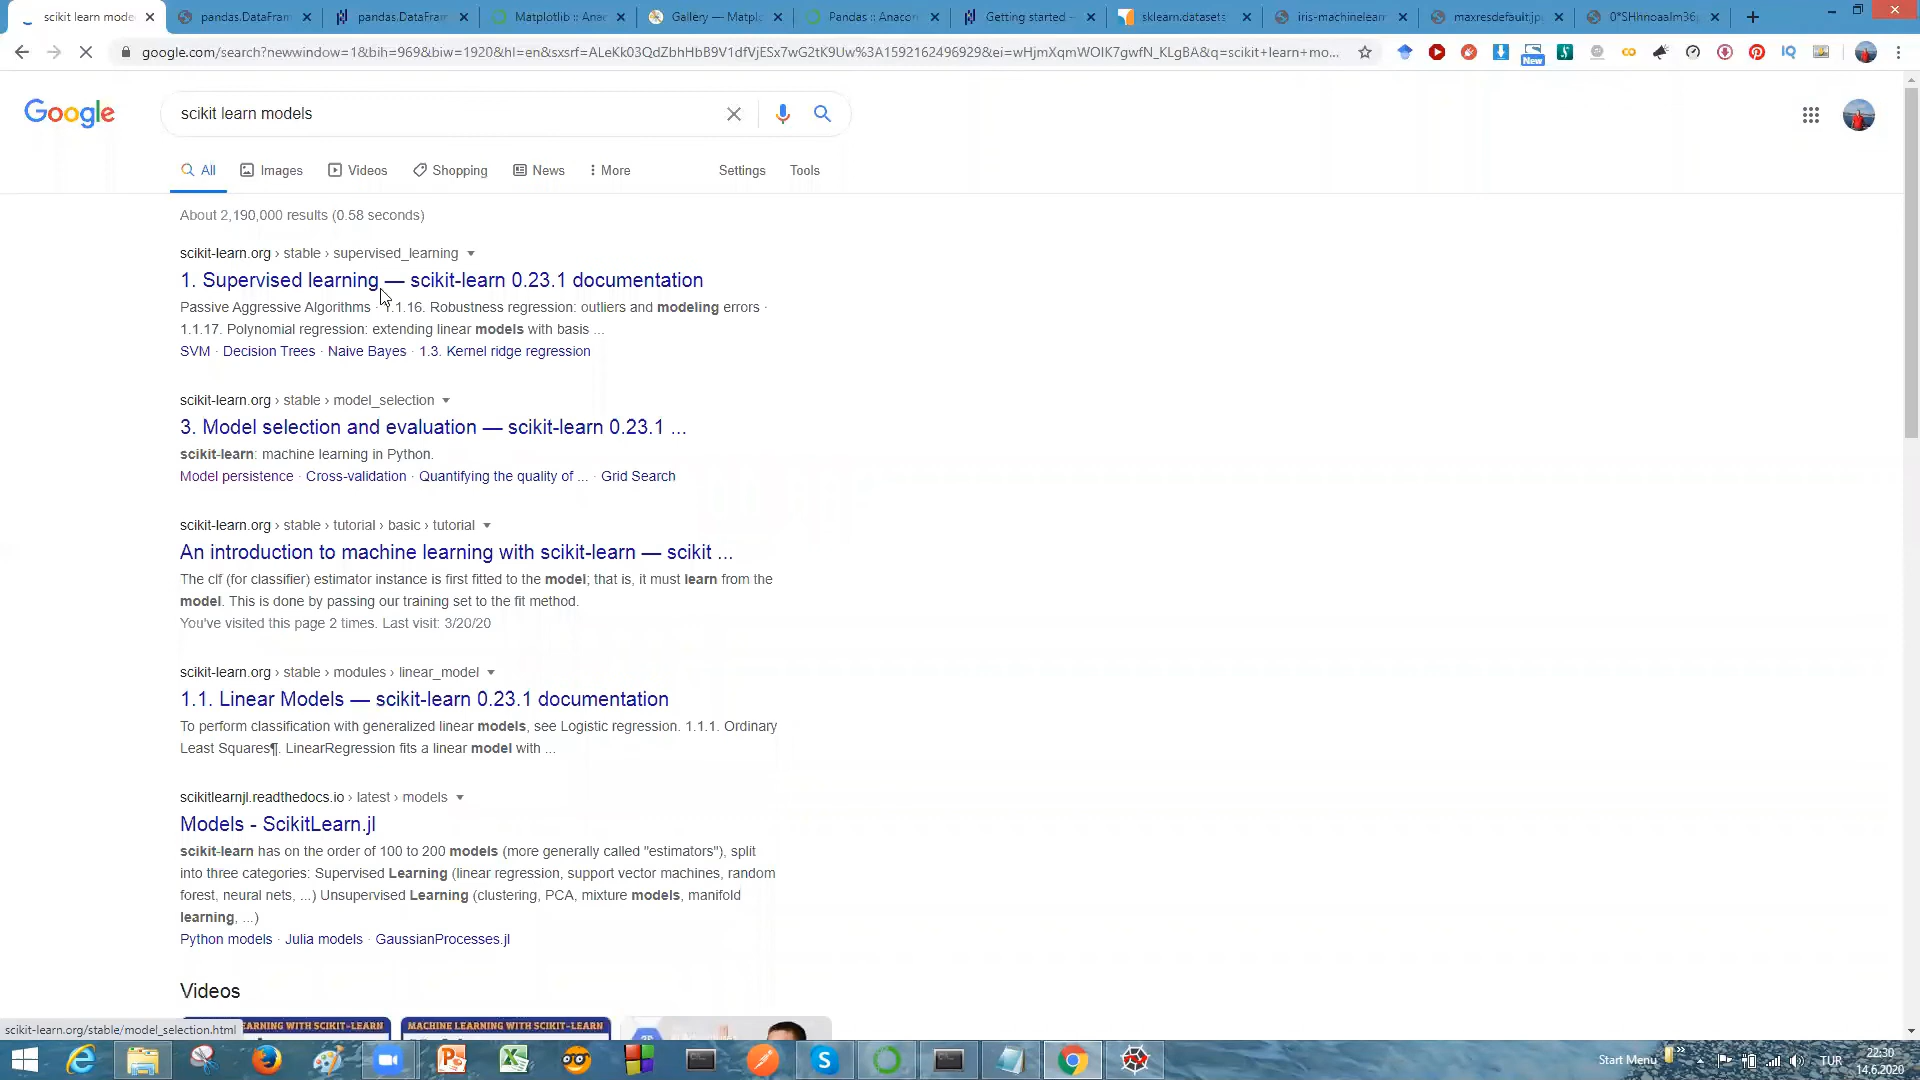 scikit learn mode
pandas.DataFram
pandas.DataFram
Matplotlib :: Anac
Gallery — Matpl
Pandas :: Anacon
Getting started —
sklearn.datasets
iris-machinelearn
maxresdefault.jp
google.com/search?newwindow=1&bih=969&biw=1920&hl=en&sxsrf=ALeKk03QdZbhHbB9V1dfVjESx7wG2tK9Uw%3A1592162496929&ei=wHjmXqmWOIK7gwfN_KLgBA&q=scikit+learn+mo...
New
IQ
Google
scikit learn models
All
Images
Videos
Shopping
News
More
Settings
Tools
About 2,190,000 results (0.58 seconds)
scikit-learn.org › stable › supervised_learning
1. Supervised learning — scikit-learn 0.23.1 documentation
Passive Aggressive Algorithms · 1.1.16. Robustness regression: outliers and modeling errors ·
1.1.17. Polynomial regression: extending linear models with basis ...
SVM · Decision Trees · Naive Bayes · 1.3. Kernel ridge regression
scikit-learn.org › stable › model_selection
3. Model selection and evaluation — scikit-learn 0.23.1 ...
scikit-learn: machine learning in Python.
Model persistence · Cross-validation · Quantifying the quality of ... · Grid Search
scikit-learn.org › stable › tutorial › basic › tutorial
An introduction to machine learning with scikit-learn — scikit ...
The clf (for classifier) estimator instance is first fitted to the model; that is, it must learn from the
model. This is done by passing our training set to the fit method.
You've visited this page 2 times. Last visit: 3/20/20
scikit-learn.org › stable › modules › linear_model
1.1. Linear Models — scikit-learn 0.23.1 documentation
To perform classification with generalized linear models, see Logistic regression. 1.1.1. Ordinary
Least Squares¶. LinearRegression fits a linear model with ...
scikitlearnjl.readthedocs.io › latest › models
Models - ScikitLearn.jl
scikit-learn has on the order of 100 to 200 models (more generally called "estimators"), split
into three categories: Supervised Learning (linear regression, support vector machines, random
forest, neural nets, ...) Unsupervised Learning (clustering, PCA, mixture models, manifold
learning, ...)
Python models · Julia models · GaussianProcesses.jl
Videos
scikit-learn.org/stable/model_selection.html
ARNING WITH SCIKIT-LEARN
MACHINE LEARNING WITH SCIKIT-LEARN
Start Menu
TUR
22:30
14.6.2020